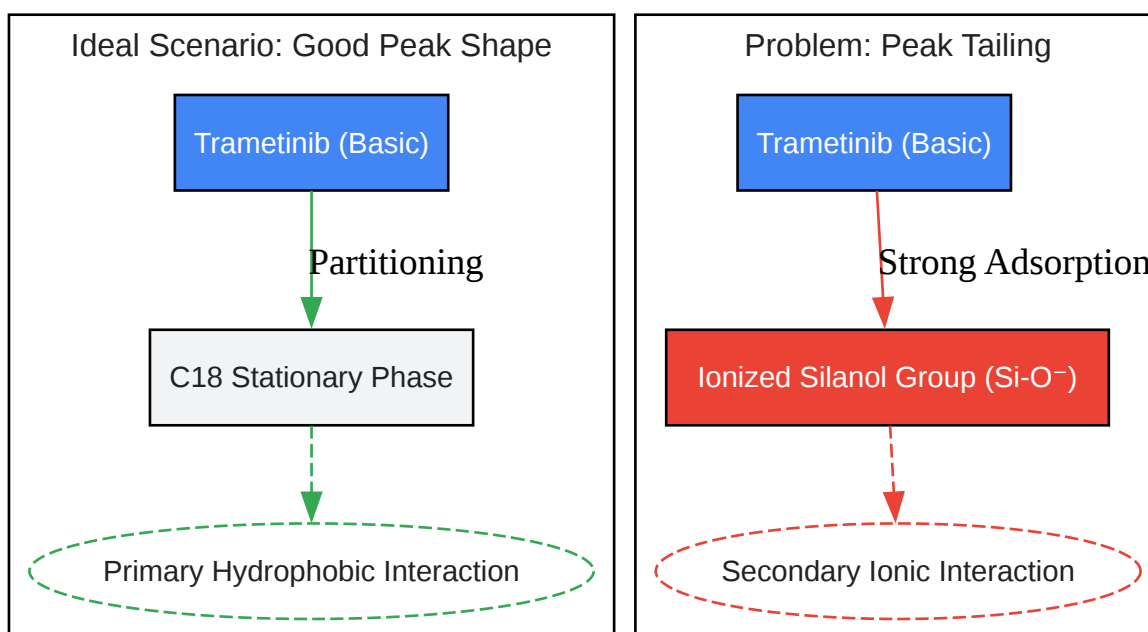 Ideal Scenario: Good Peak Shape
Trametinib (Basic)
Partitioning
C18 Stationary Phase
Primary Hydrophobic Interaction
Problem: Peak Tailing
Trametinib (Basic)
Strong Adsorption
Ionized Silanol Group (Si-O⁻)
Secondary Ionic Interaction